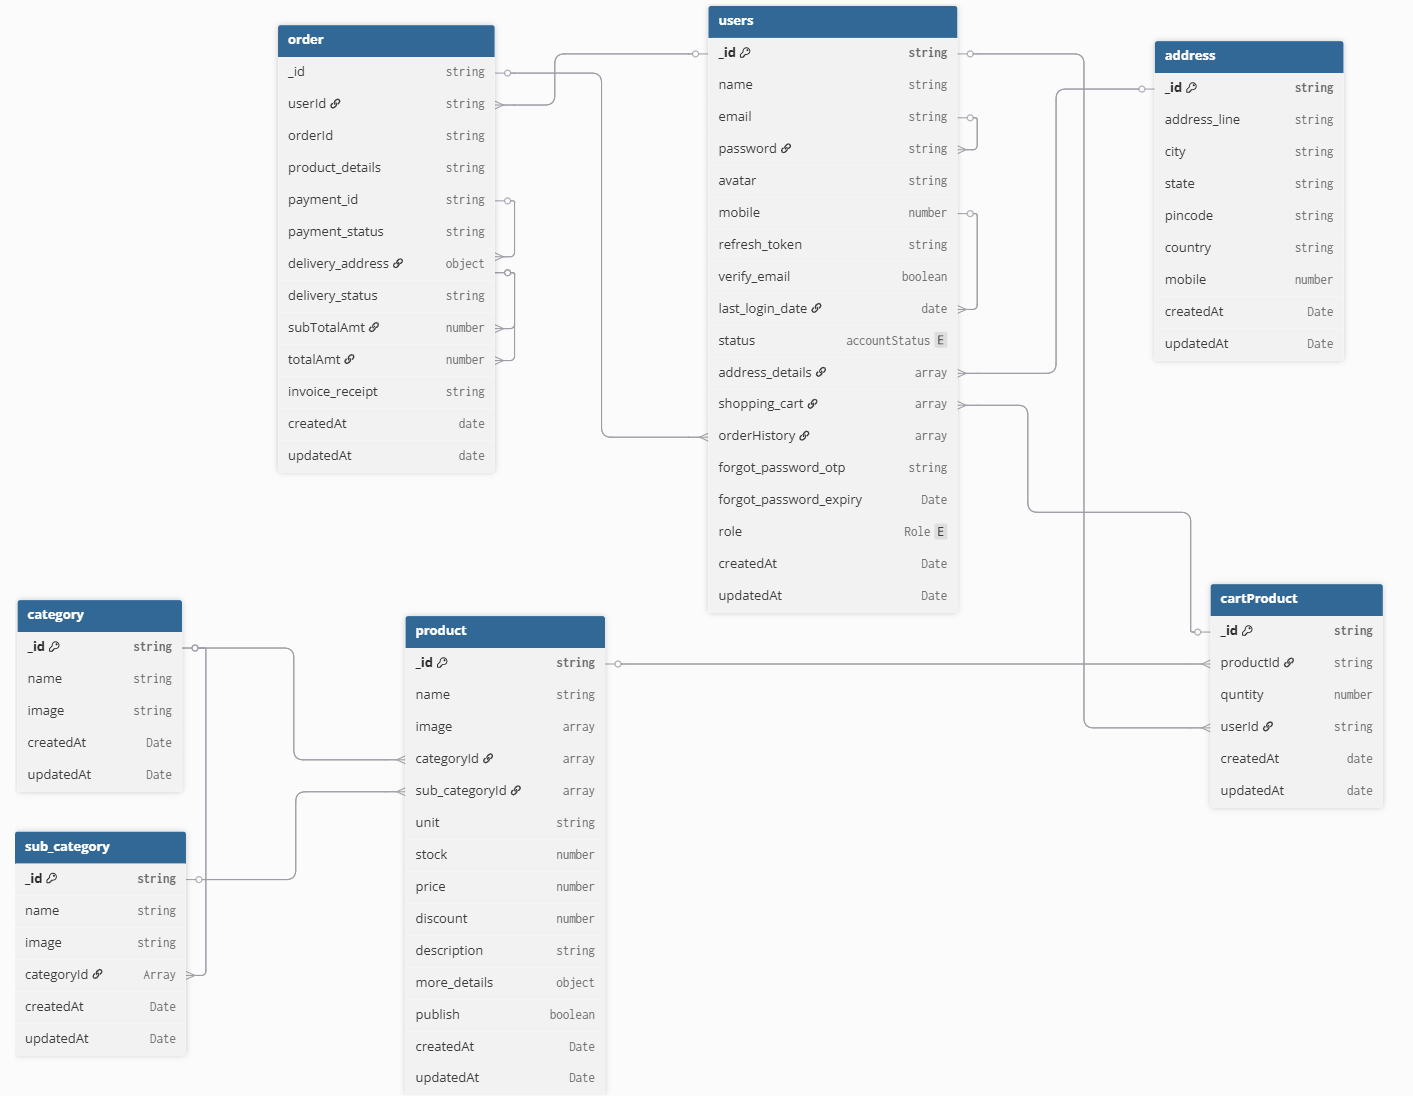 order
_id string
userId string
orderId string
product_details string
payment_id string
payment_status string
delivery_address object
delivery_status string
subTotalAmt number
totalAmt number
invoice_receipt string
createdAt date
updatedAt date
users
_id string
name string
email string
password string
avatar string
mobile number
refresh_token string
verify_email boolean
last_login_date date
status accountStatus E
address_details array
shopping_cart array
orderHistory array
forgot_password_otp string
forgot_password_expiry Date
role Role E
createdAt Date
updatedAt Date
address
_id string
address_line string
city string
state string
pincode string
country string
mobile number
createdAt Date
updatedAt Date
category
_id string
name string
image string
createdAt Date
updatedAt Date
sub_category
_id string
name string
image string
categoryId Array
createdAt Date
updatedAt Date
product
_id string
name string
image array
categoryId array
sub_categoryId array
unit string
stock number
price number
discount number
description string
more_details object
publish boolean
createdAt Date
updatedAt Date
cartProduct
_id string
productId string
quntity number
userId string
createdAt date
updatedAt date